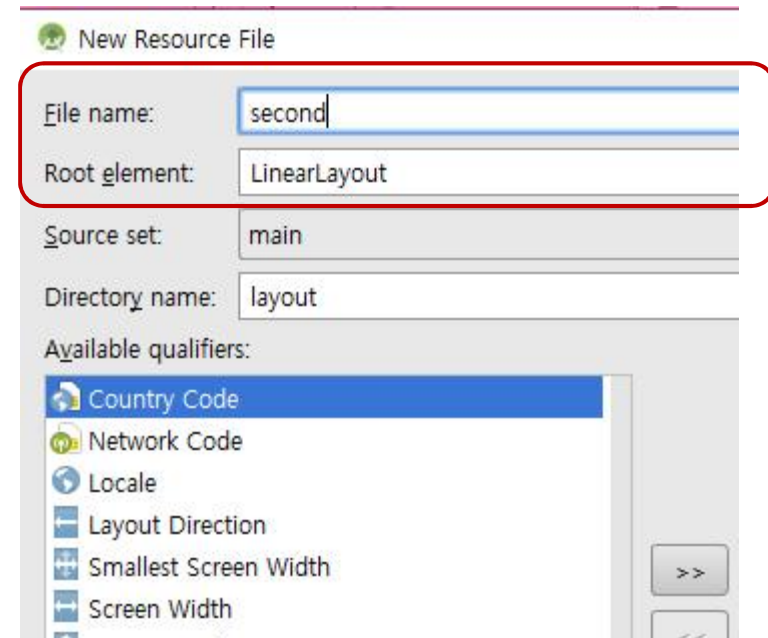 New Resource File
File name: second
Root element: LinearLayout
Source set: main
Directory name: layout
Available qualifiers:
Country Code
Network Code
Locale
Layout Direction
Smallest Screen Width
>>
Screen Width